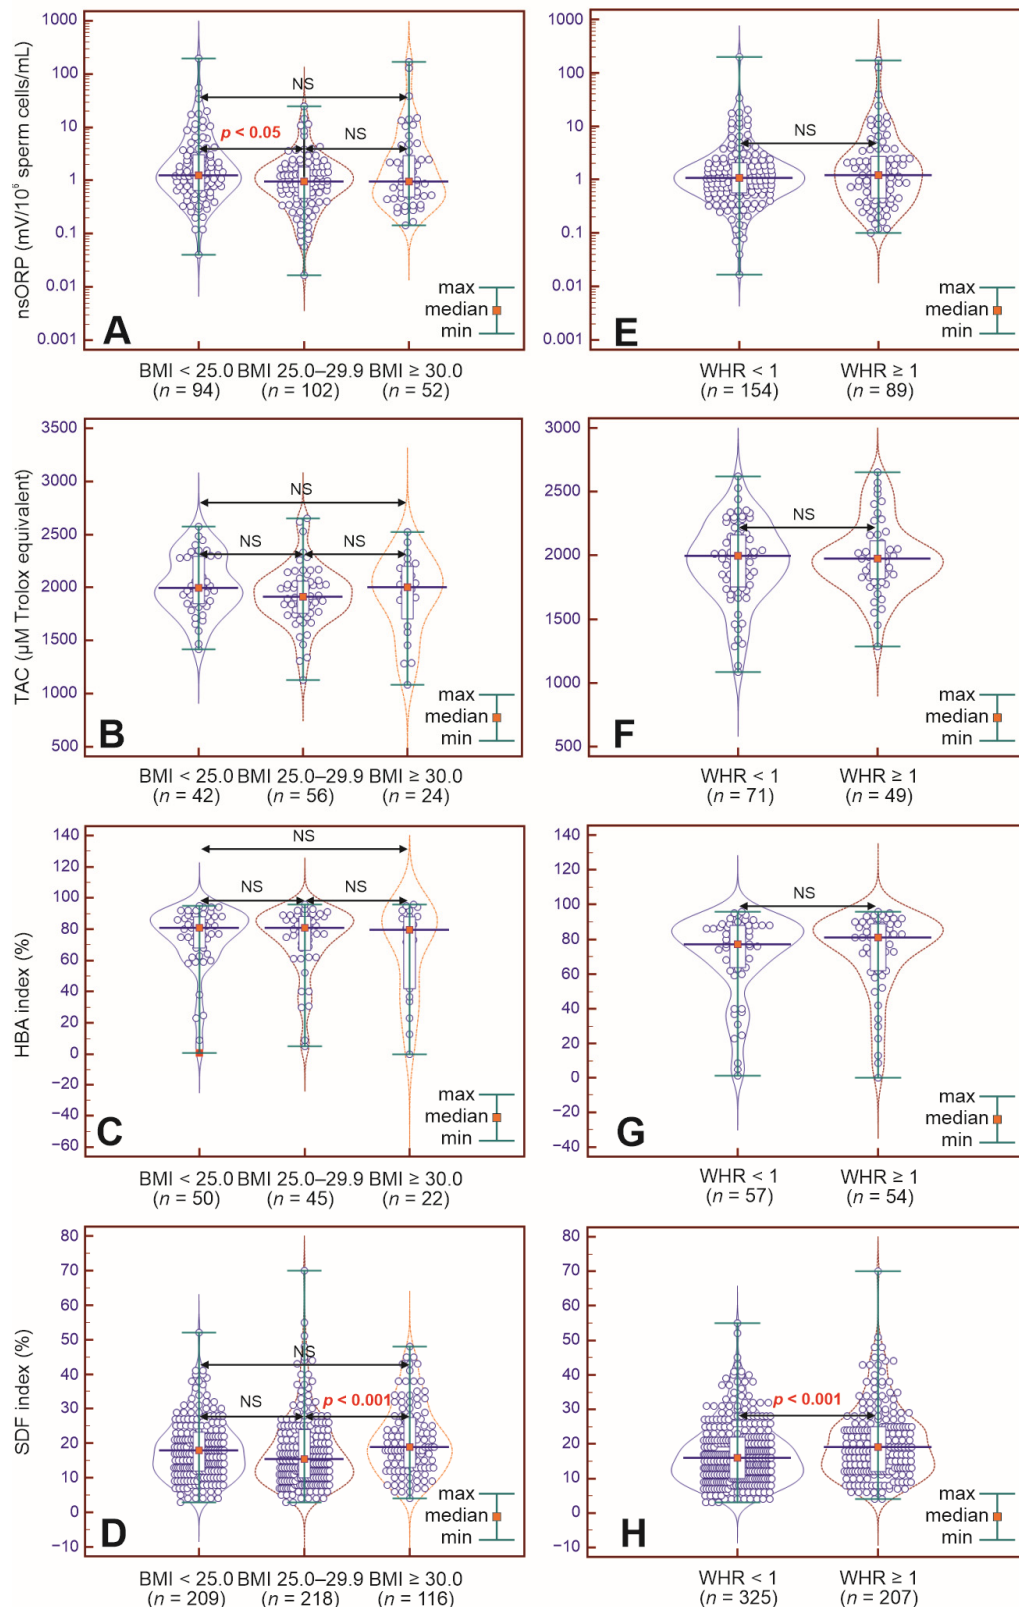 nsORP (mV/10⁶ sperm cells/mL)
1000
100
10
1
0.1
0.01
0.001
NS
p < 0.05
NS
max
median
min
A
BMI < 25.0
(n = 94)
BMI 25.0–29.9
(n = 102)
BMI ≥ 30.0
(n = 52)
1000
100
10
1
0.1
0.01
0.001
NS
max
median
min
E
WHR < 1
(n = 154)
WHR ≥ 1
(n = 89)
TAC (µM Trolox equivalent)
3500
3000
2500
2000
1500
1000
500
NS
NS
NS
max
median
min
B
BMI < 25.0
(n = 42)
BMI 25.0–29.9
(n = 56)
BMI ≥ 30.0
(n = 24)
3000
2500
2000
1500
1000
500
NS
max
median
min
F
WHR < 1
(n = 71)
WHR ≥ 1
(n = 49)
HBA index (%)
140
120
100
80
60
40
20
0
−20
−40
−60
NS
NS
NS
max
median
min
C
BMI < 25.0
(n = 50)
BMI 25.0–29.9
(n = 45)
BMI ≥ 30.0
(n = 22)
140
120
100
80
60
40
20
0
−20
−40
NS
max
median
min
G
WHR < 1
(n = 57)
WHR ≥ 1
(n = 54)
SDF index (%)
80
70
60
50
40
30
20
10
0
−10
NS
NS
p < 0.001
max
median
min
D
BMI < 25.0
(n = 209)
BMI 25.0–29.9
(n = 218)
BMI ≥ 30.0
(n = 116)
80
70
60
50
40
30
20
10
0
−10
p < 0.001
max
median
min
H
WHR < 1
(n = 325)
WHR ≥ 1
(n = 207)